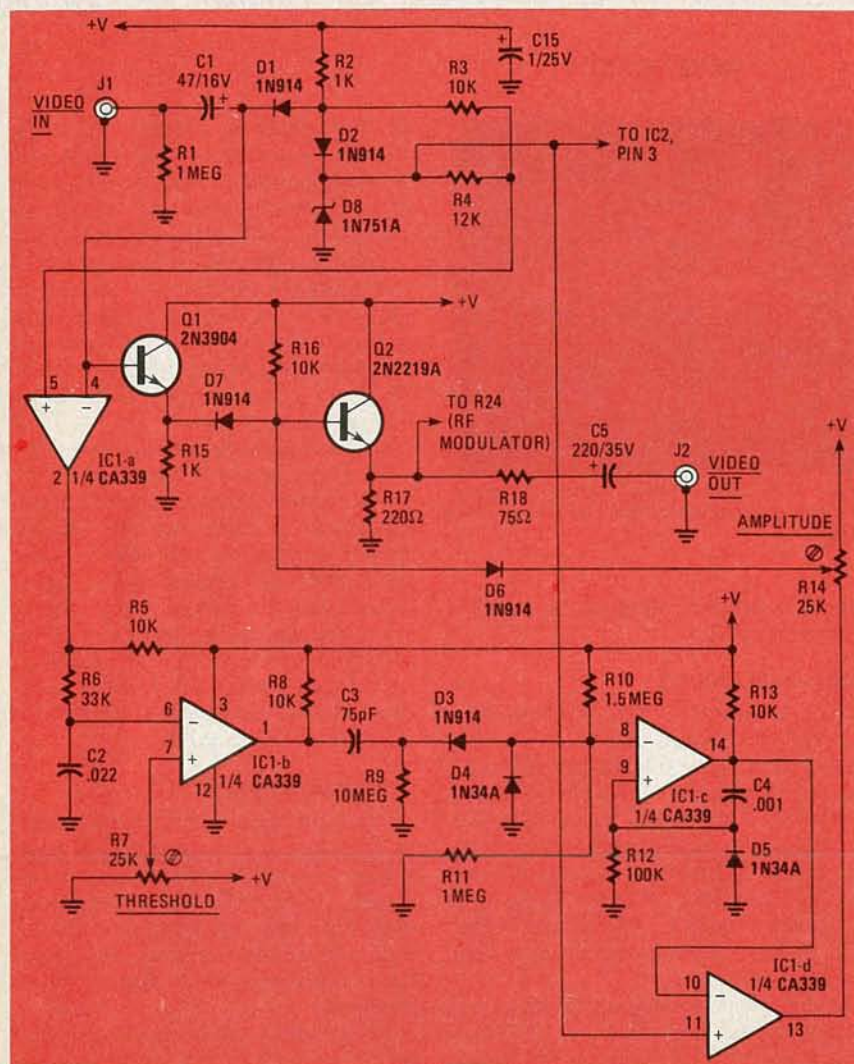 +V
C15
1/25V
C1
47/16V
D1
1N914
R2
1K
R3
10K
J1
VIDEO
IN
R1
1MEG
D2
1N914
TO IC2,
PIN 3
D8
1N751A
R4
12K
+V
Q1
2N3904
R16
10K
Q2
2N2219A
D7
1N914
TO R24
(RF
MODULATOR)
C5
220/35V
J2
VIDEO
OUT
+V
5
4
+
−
IC1-a
1/4 CA339
2
R15
1K
R17
220Ω
R18
75Ω
AMPLITUDE
R14
25K
D6
1N914
+V
R5
10K
R6
33K
3
R8
10K
R10
1.5MEG
R13
10K
C3
75pF
D3
1N914
6
−
7
+
1
8
−
9
+
14
C2
.022
12
IC1-b
1/4
CA339
R9
10MEG
D4
1N34A
IC1-c
1/4 CA339
C4
.001
R7
25K
+V
THRESHOLD
R11
1MEG
R12
100K
D5
1N34A
IC1-d
1/4 CA339
10
−
11
+
13